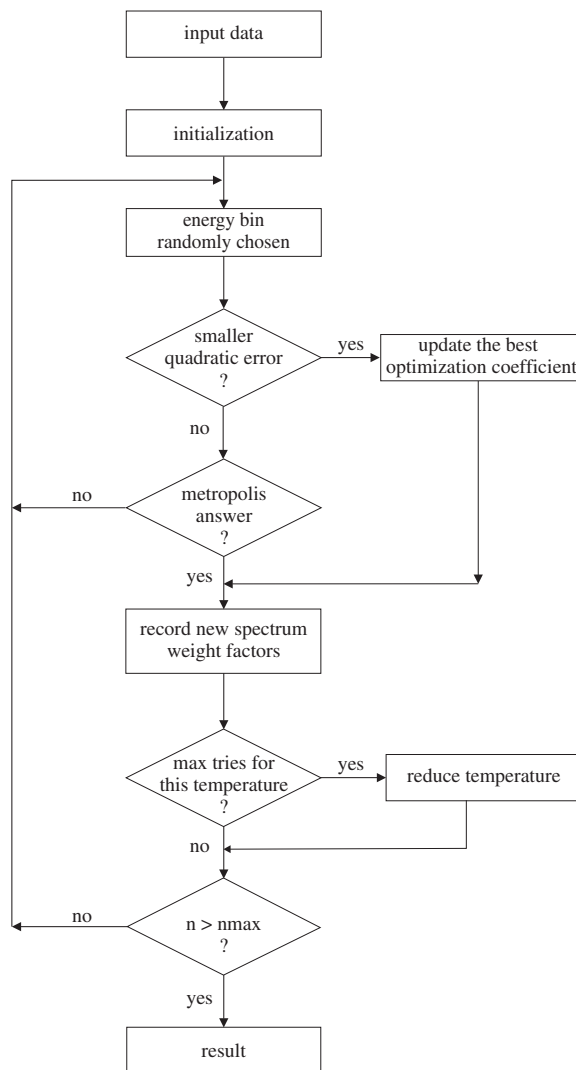 input data
initialization
energy bin
randomly chosen
smaller
quadratic error
?
yes
update the best
optimization coefficient
no
metropolis
answer
?
no
yes
record new spectrum
weight factors
max tries for
this temperature
?
yes
reduce temperature
no
n > nmax
?
no
yes
result